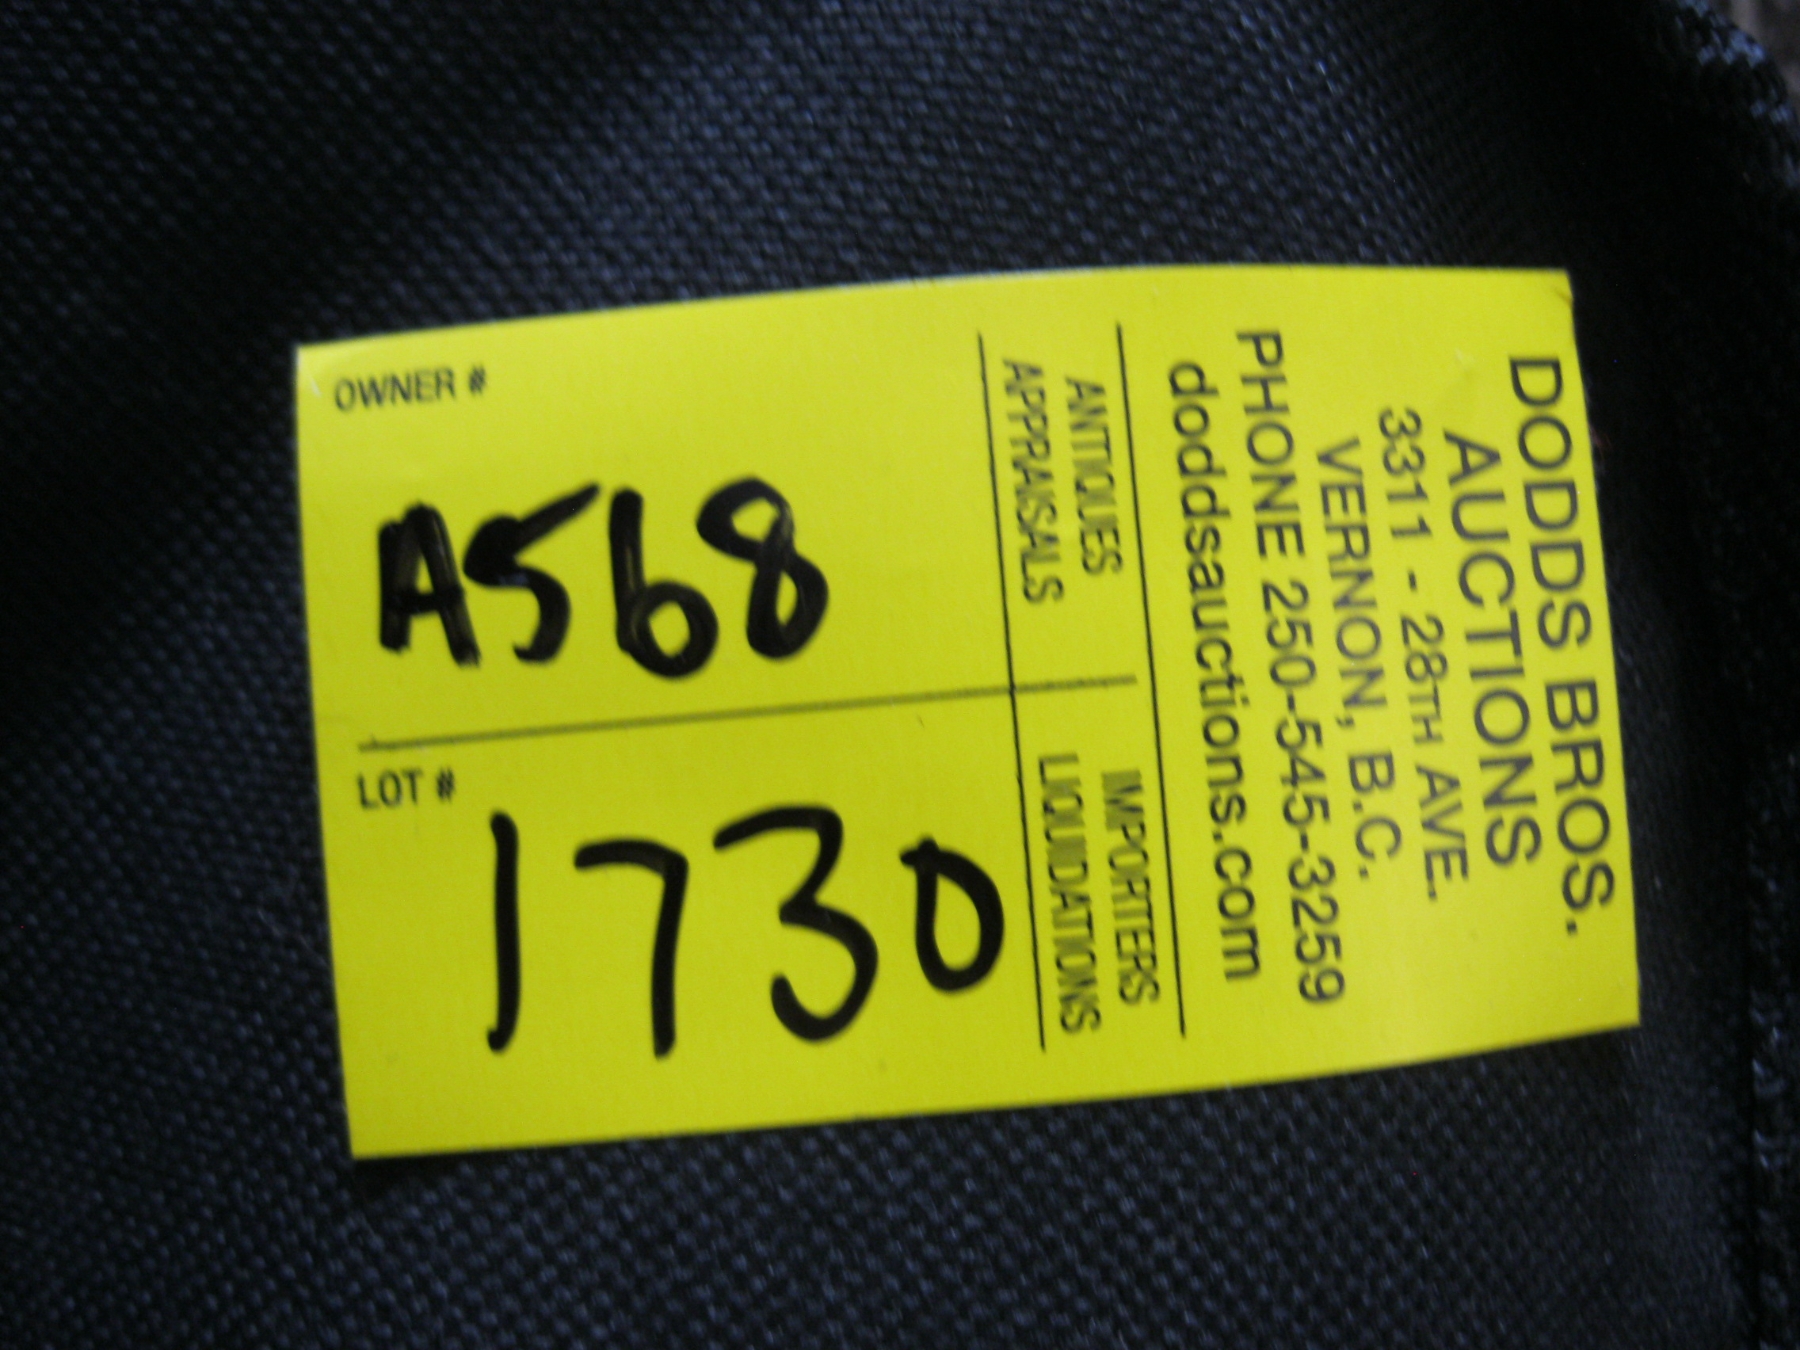 DODDS BROS.
AUCTIONS
3311 - 28TH AVE.
VERNON, B.C.
PHONE 250-545-3259
doddsauctions.com
ANTIQUES
APPRAISALS
IMPORTERS
LIQUIDATIONS
OWNER #
A568
LOT #
1730